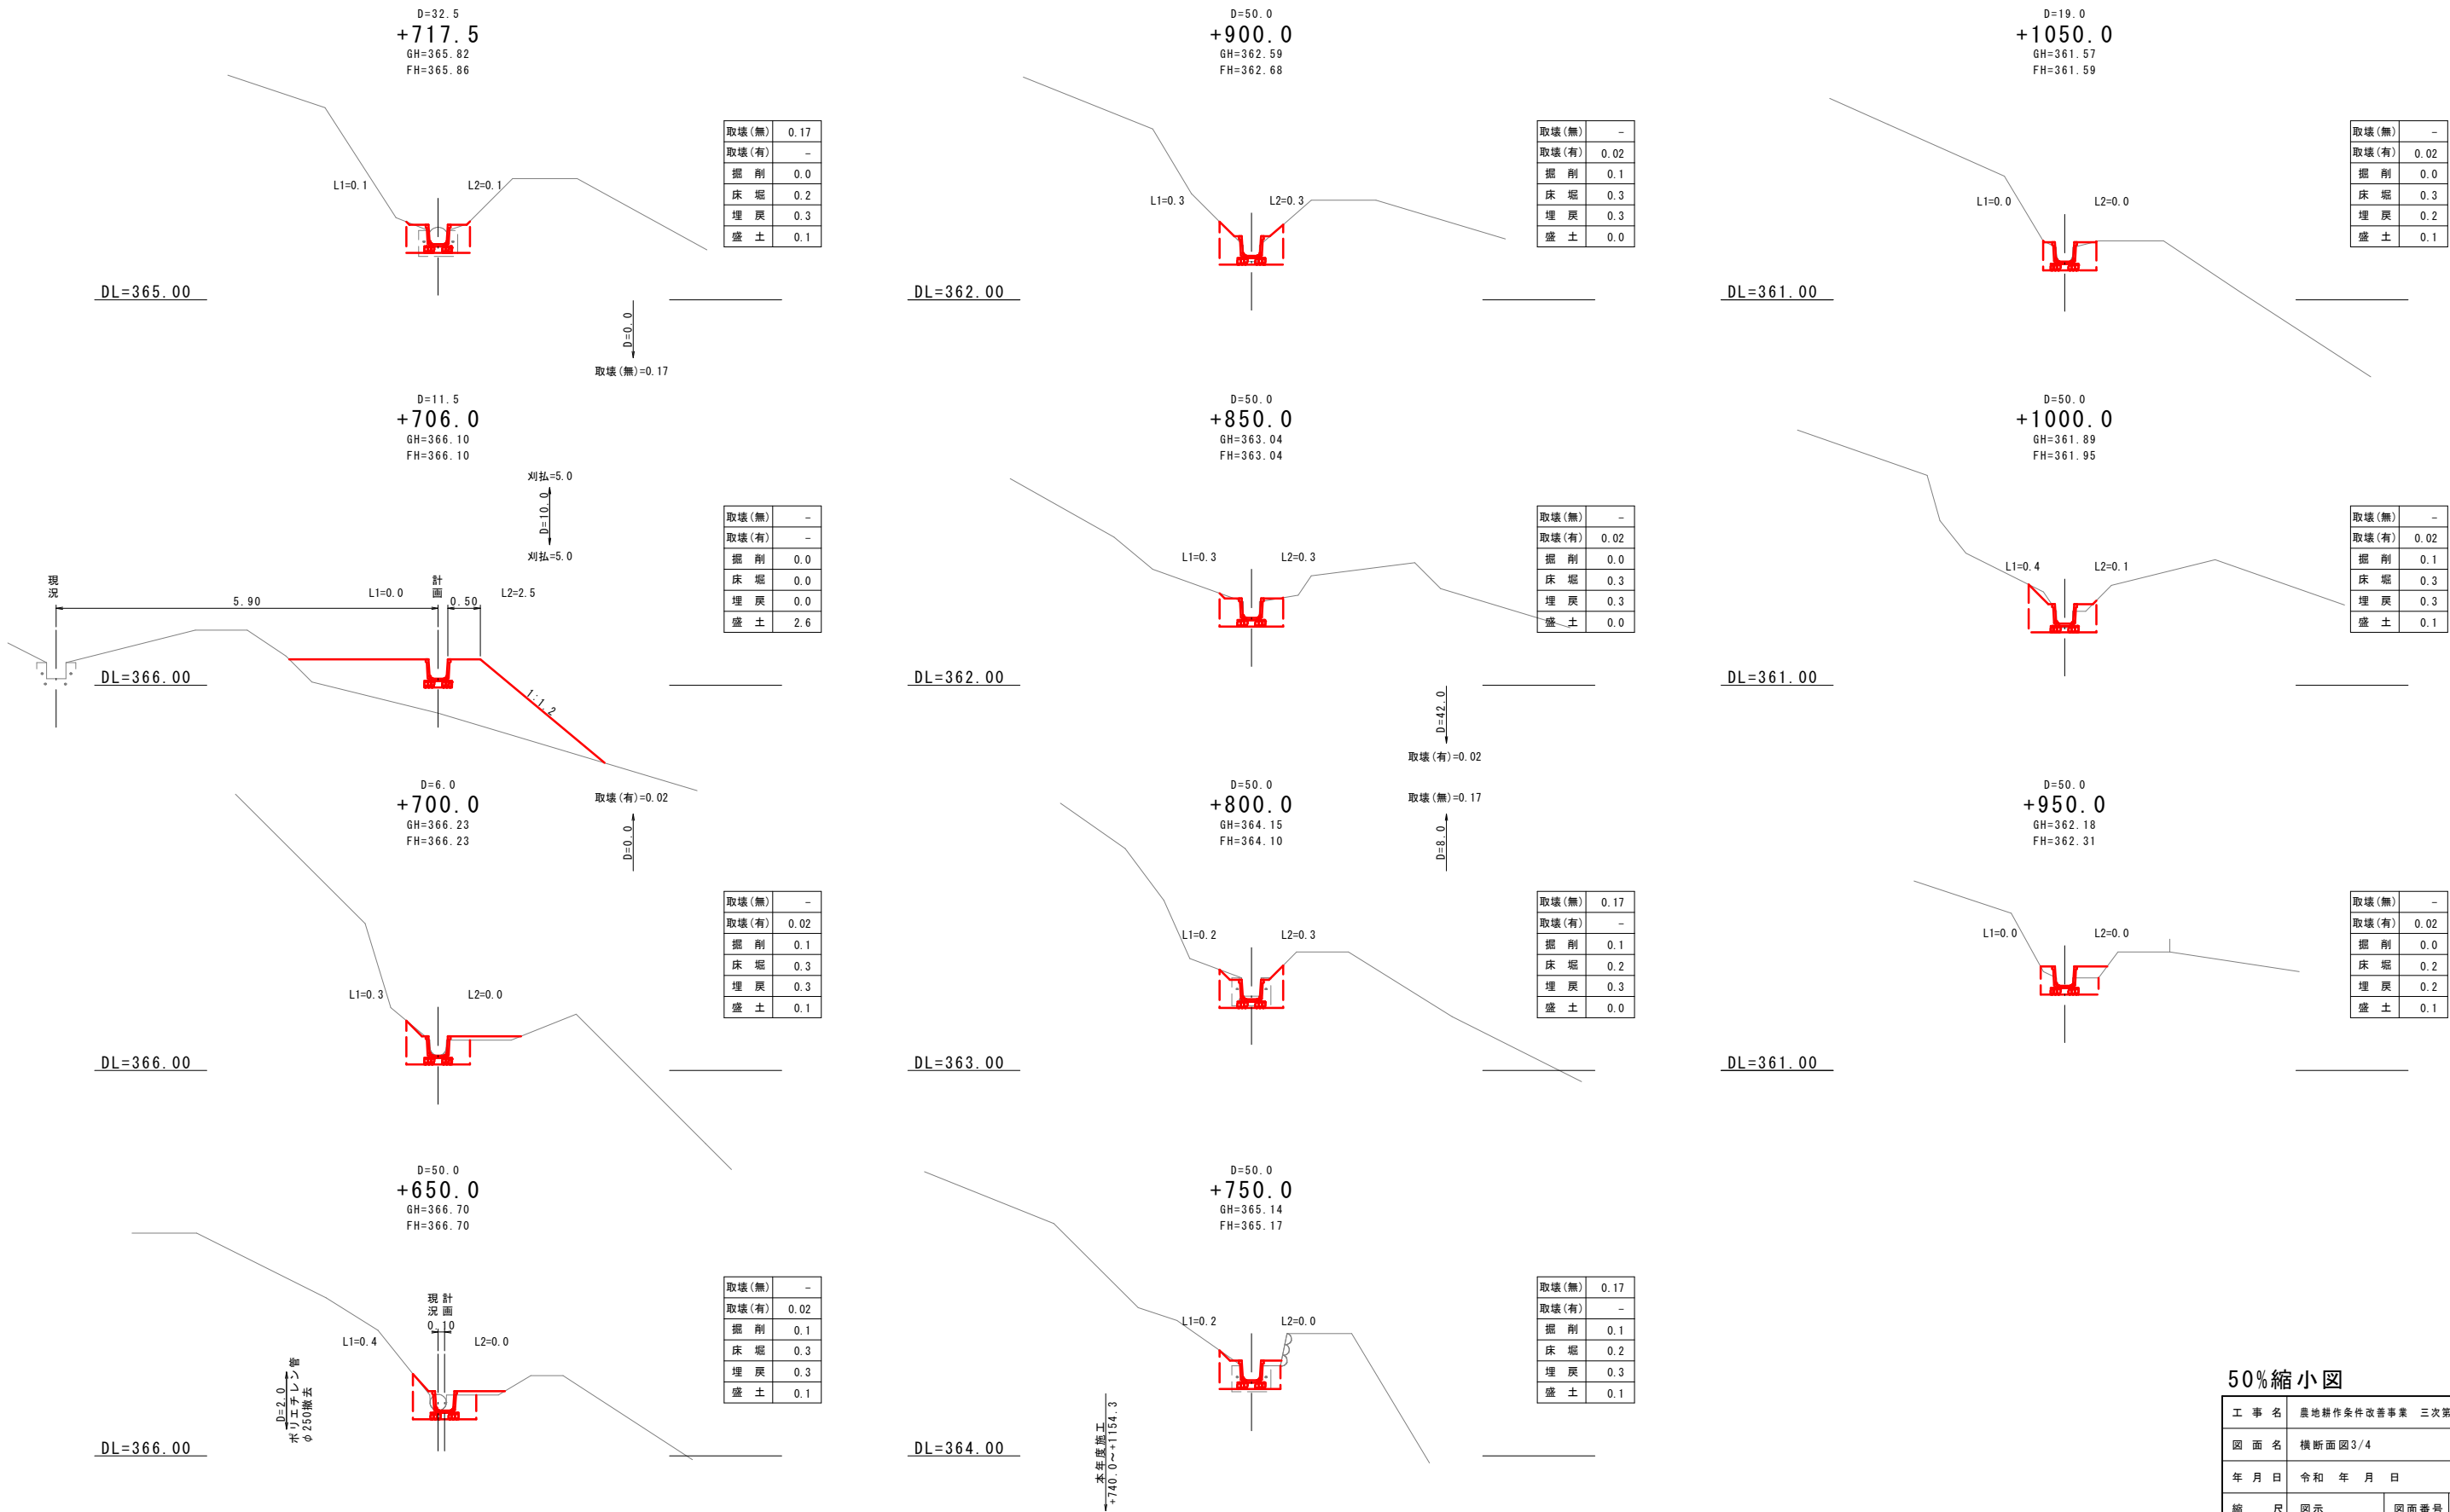 D=32.5
+717.5
GH=365.82
FH=365.86
L1=0.1
L2=0.1
取壊(無) 0.17
取壊(有) -
掘削 0.0
床堀 0.2
埋戻 0.3
盛土 0.1
DL=365.00
D=0.0
取壊(無)=0.17
D=11.5
+706.0
GH=366.10
FH=366.10
刈払=5.0
D=10.0
刈払=5.0
現況
5.90
L1=0.0
計画
0.50
L2=2.5
1:1.2
取壊(無) -
取壊(有) -
掘削 0.0
床堀 0.0
埋戻 0.0
盛土 2.6
DL=366.00
D=6.0
+700.0
GH=366.23
FH=366.23
取壊(有)=0.02
D=0.0
L1=0.3
L2=0.0
取壊(無) -
取壊(有) 0.02
掘削 0.1
床堀 0.3
埋戻 0.3
盛土 0.1
DL=366.00
D=50.0
+650.0
GH=366.70
FH=366.70
現況
計画
0.10
L1=0.4
L2=0.0
D=2.0
ポリエチレン管
φ250撤去
取壊(無) -
取壊(有) 0.02
掘削 0.1
床堀 0.3
埋戻 0.3
盛土 0.1
DL=366.00
D=50.0
+900.0
GH=362.59
FH=362.68
L1=0.3
L2=0.3
取壊(無) -
取壊(有) 0.02
掘削 0.1
床堀 0.3
埋戻 0.3
盛土 0.0
DL=362.00
D=50.0
+850.0
GH=363.04
FH=363.04
L1=0.3
L2=0.3
取壊(無) -
取壊(有) 0.02
掘削 0.0
床堀 0.3
埋戻 0.3
盛土 0.0
DL=362.00
D=42.0
取壊(有)=0.02
D=50.0
+800.0
GH=364.15
FH=364.10
取壊(無)=0.17
D=8.0
L1=0.2
L2=0.3
取壊(無) 0.17
取壊(有) -
掘削 0.1
床堀 0.2
埋戻 0.3
盛土 0.0
DL=363.00
D=50.0
+750.0
GH=365.14
FH=365.17
L1=0.2
L2=0.0
取壊(無) 0.17
取壊(有) -
掘削 0.1
床堀 0.2
埋戻 0.3
盛土 0.1
DL=364.00
本年度施工
+740.0~+1154.3
D=19.0
+1050.0
GH=361.57
FH=361.59
L1=0.0
L2=0.0
取壊(無) -
取壊(有) 0.02
掘削 0.0
床堀 0.3
埋戻 0.2
盛土 0.1
DL=361.00
D=50.0
+1000.0
GH=361.89
FH=361.95
L1=0.4
L2=0.1
取壊(無) -
取壊(有) 0.02
掘削 0.1
床堀 0.3
埋戻 0.3
盛土 0.1
DL=361.00
D=50.0
+950.0
GH=362.18
FH=362.31
L1=0.0
L2=0.0
取壊(無) -
取壊(有) 0.02
掘削 0.0
床堀 0.2
埋戻 0.2
盛土 0.1
DL=361.00
50%縮小図
工事名 農地耕作条件改善事業 三次第
図面名 横断面図3/4
年月日 令和 年 月 日
縮尺 図示 図面番号